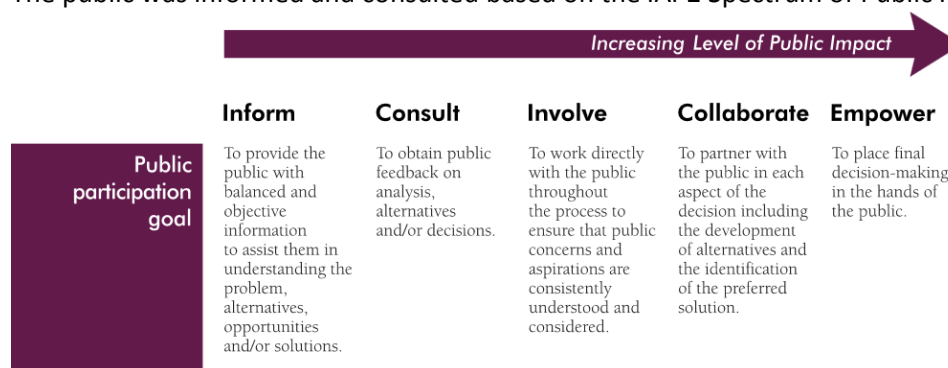 The public was informed and consulted based on the IAP2 Spectrum of Public
Increasing Level of Public Impact
Inform
Consult
Involve
Collaborate
Empower
Public
participation
goal
To provide the
public with
balanced and
objective
information
to assist them in
understanding the
problem,
alternatives,
opportunities
and/or solutions.
To obtain public
feedback on
analysis,
alternatives
and/or decisions.
To work directly
with the public
throughout
the process to
ensure that public
concerns and
aspirations are
consistently
understood and
considered.
To partner with
the public in each
aspect of the
decision including
the development
of alternatives and
the identification
of the preferred
solution.
To place final
decision-making
in the hands of
the public.